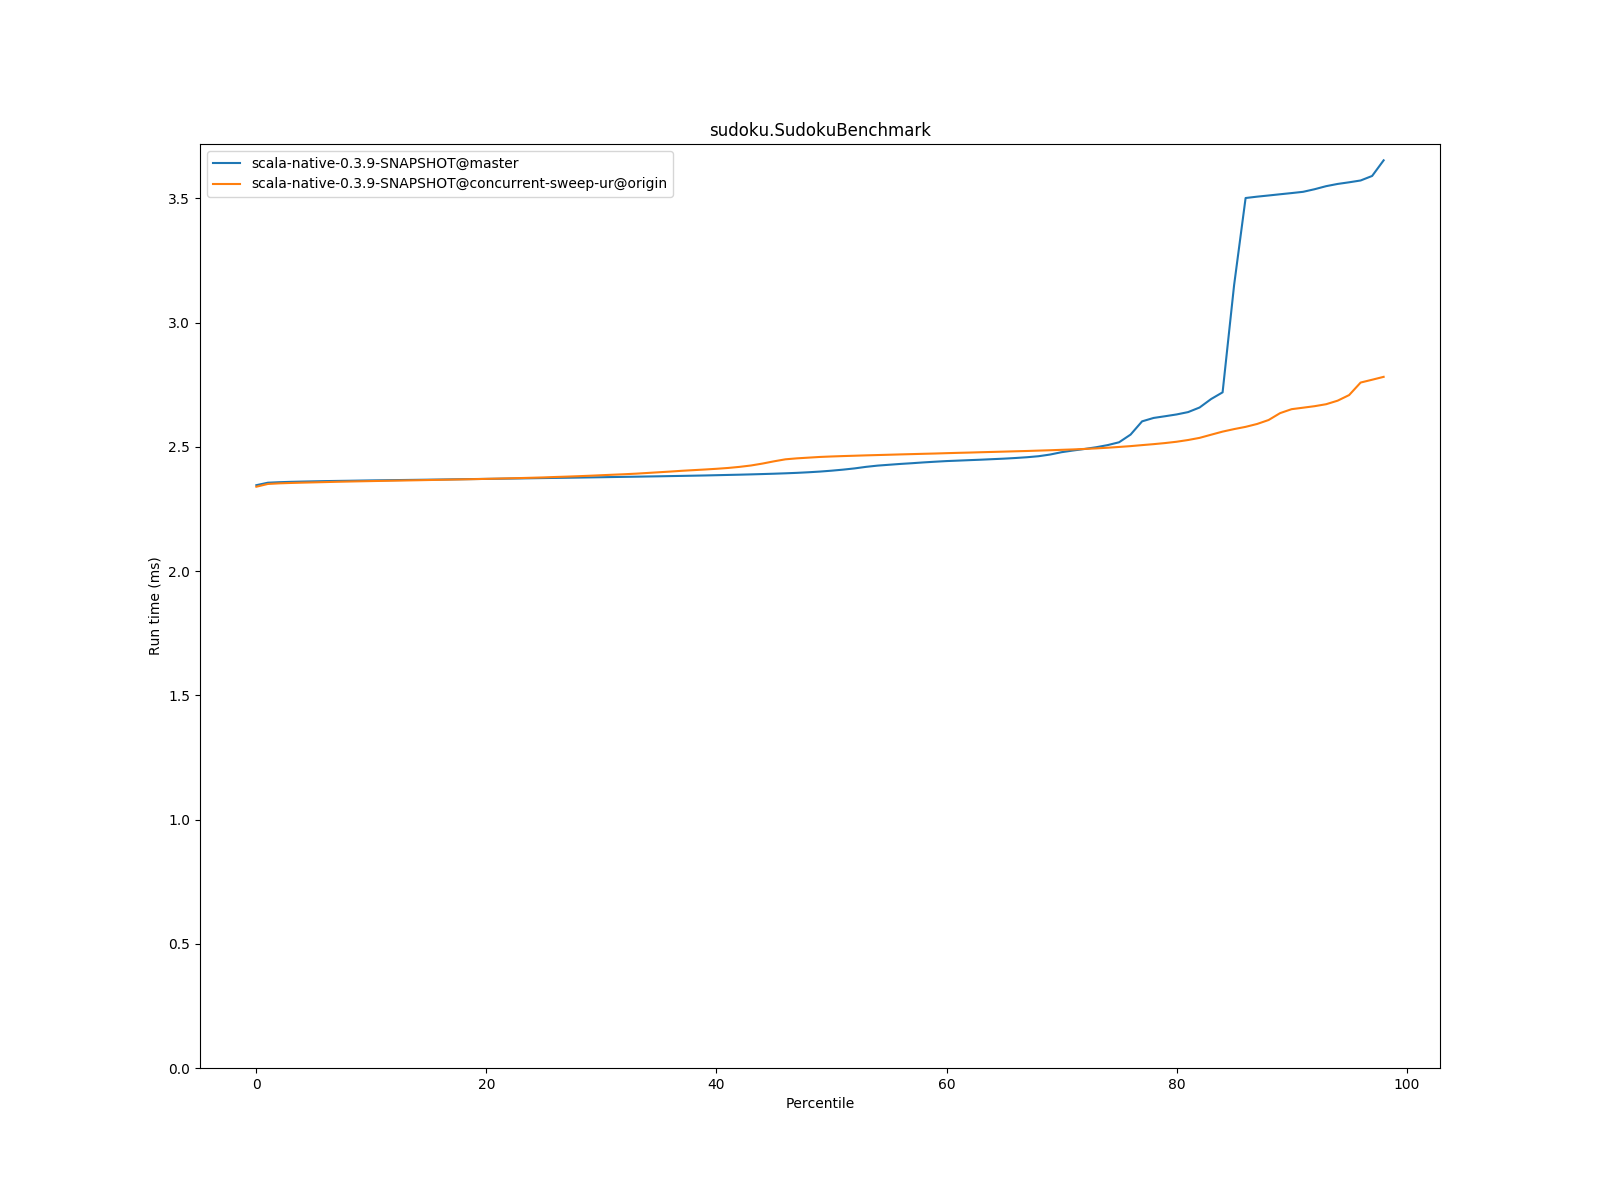 sudoku.SudokuBenchmark
scala-native-0.3.9-SNAPSHOT@master
scala-native-0.3.9-SNAPSHOT@concurrent-sweep-ur@origin
3.5
3.0
2.5
2.0
1.5
1.0
0.5
0.0
Run time (ms)
0 20 40 60 80 100
Percentile